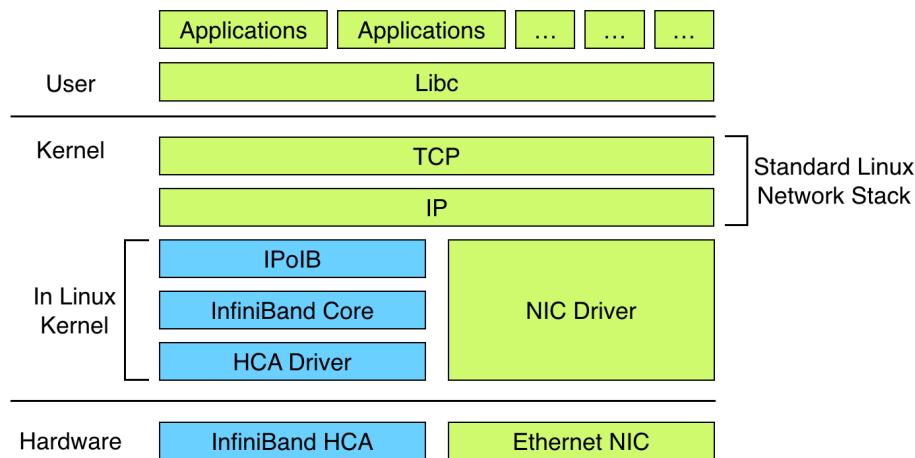 Applications
Applications
...
...
...
User
Libc
Kernel
TCP
Standard Linux
Network Stack
IP
In Linux
Kernel
IPoIB
InfiniBand Core
HCA Driver
NIC Driver
Hardware
InfiniBand HCA
Ethernet NIC